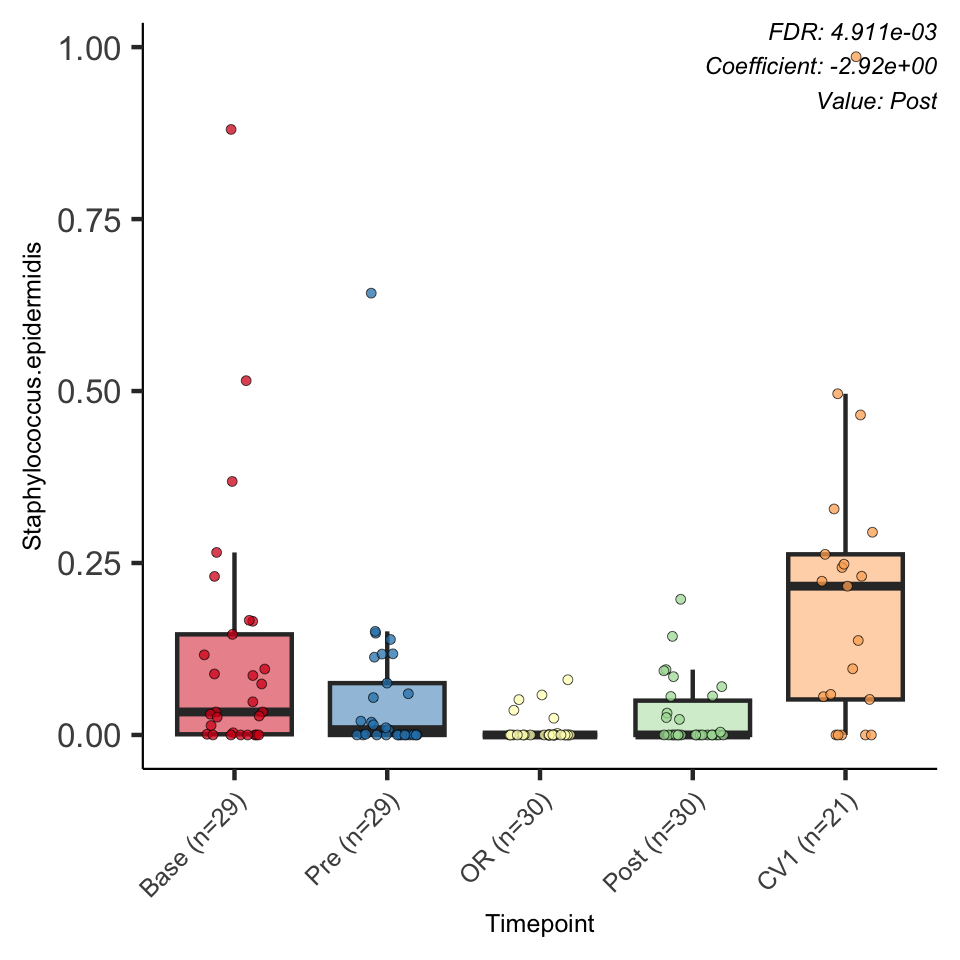 FDR: 4.911e-03
Coefficient: -2.92e+00
Value: Post
1.00
0.75
0.50
0.25
0.00
Staphylococcus.epidermidis
Base (n=29)
Pre (n=29)
OR (n=30)
Post (n=30)
CV1 (n=21)
Timepoint